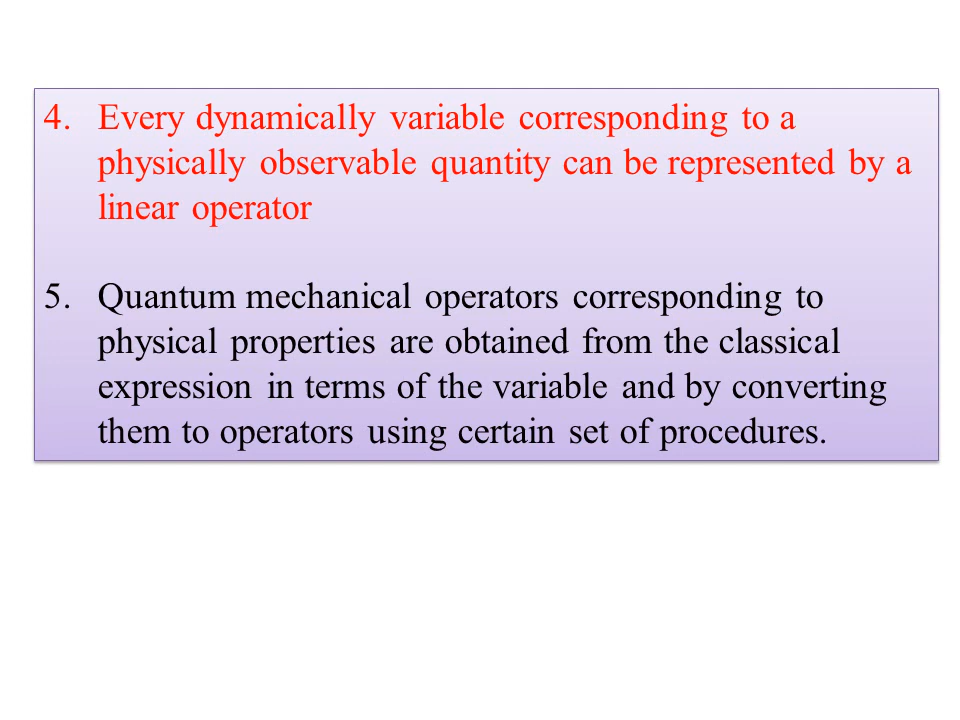 4. Every dynamically variable corresponding to a
physically observable quantity can be represented by a
linear operator
5. Quantum mechanical operators corresponding to
physical properties are obtained from the classical
expression in terms of the variable and by converting
them to operators using certain set of procedures.